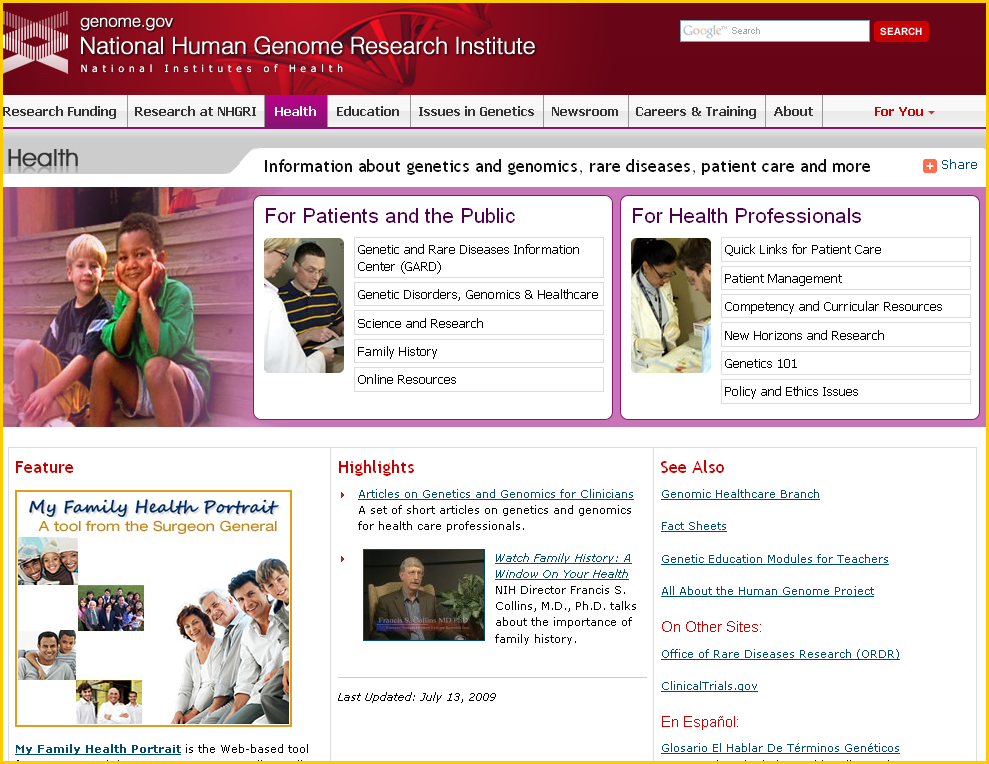 genome.gov
National Human Genome Research Institute
National Institutes of Health
Google™ Search
SEARCH
Research Funding
Research at NHGRI
Health
Education
Issues in Genetics
Newsroom
Careers & Training
About
For You
Health
Information about genetics and genomics, rare diseases, patient care and more
Share
For Patients and the Public
Genetic and Rare Diseases Information
Center (GARD)
Genetic Disorders, Genomics & Healthcare
Science and Research
Family History
Online Resources
For Health Professionals
Quick Links for Patient Care
Patient Management
Competency and Curricular Resources
New Horizons and Research
Genetics 101
Policy and Ethics Issues
Feature
My Family Health Portrait
A tool from the Surgeon General
My Family Health Portrait is the Web-based tool
Highlights
Articles on Genetics and Genomics for Clinicians
A set of short articles on genetics and genomics
for health care professionals.
Francis S. Collins MD Ph.D.
Watch Family History: A
Window On Your Health
NIH Director Francis S.
Collins, M.D., Ph.D. talks
about the importance of
family history.
Last Updated: July 13, 2009
See Also
Genomic Healthcare Branch
Fact Sheets
Genetic Education Modules for Teachers
All About the Human Genome Project
On Other Sites:
Office of Rare Diseases Research (ORDR)
ClinicalTrials.gov
En Español:
Glosario El Hablar De Términos Genéticos